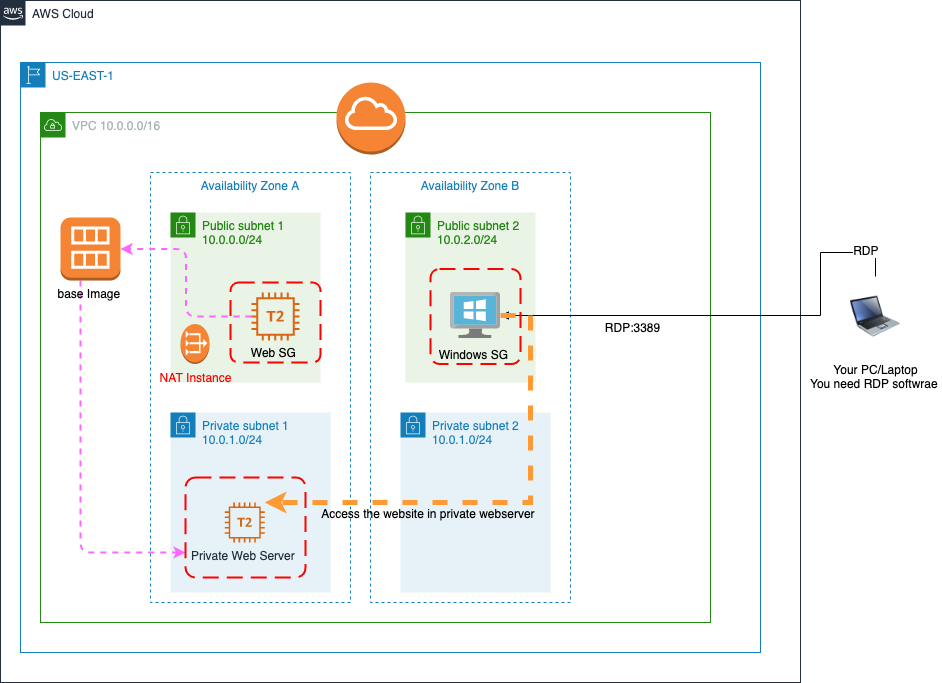 aws
AWS Cloud
US-EAST-1
VPC 10.0.0.0/16
Availability Zone A
Availability Zone B
Public subnet 1
10.0.0.0/24
Public subnet 2
10.0.2.0/24
RDP
base Image
T2
Web SG
Windows SG
RDP:3389
NAT Instance
Your PC/Laptop
You need RDP softwrae
Private subnet 1
10.0.1.0/24
Private subnet 2
10.0.1.0/24
Access the website in private webserver
T2
Private Web Server